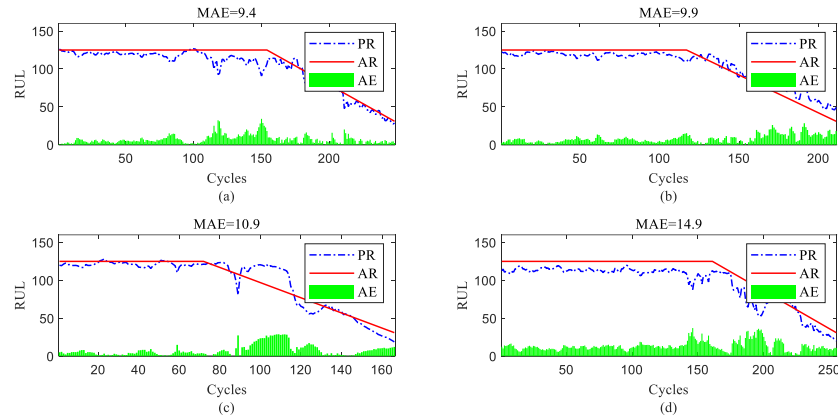 MAE=9.4
150
100
50
0
RUL
PR
AR
AE
50
100
150
200
Cycles
(a)
MAE=9.9
150
100
50
0
RUL
PR
AR
AE
50
100
150
200
Cycles
(b)
MAE=10.9
150
100
50
0
RUL
PR
AR
AE
20
40
60
80
100
120
140
160
Cycles
(c)
MAE=14.9
150
100
50
0
RUL
PR
AR
AE
50
100
150
200
250
Cycles
(d)